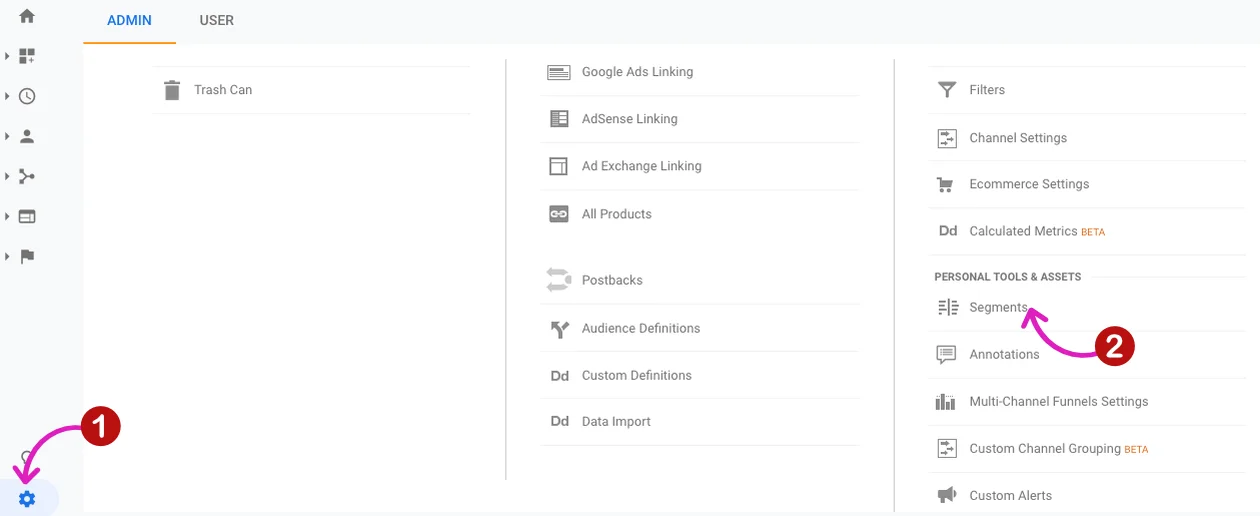 ADMIN
USER
Trash Can
Google Ads Linking
AdSense Linking
Ad Exchange Linking
All Products
Postbacks
Audience Definitions
Dd Custom Definitions
Dd Data Import
Filters
Channel Settings
Ecommerce Settings
Dd Calculated Metrics BETA
PERSONAL TOOLS & ASSETS
Segments
Annotations
Multi-Channel Funnels Settings
Custom Channel Grouping BETA
Custom Alerts
1
2